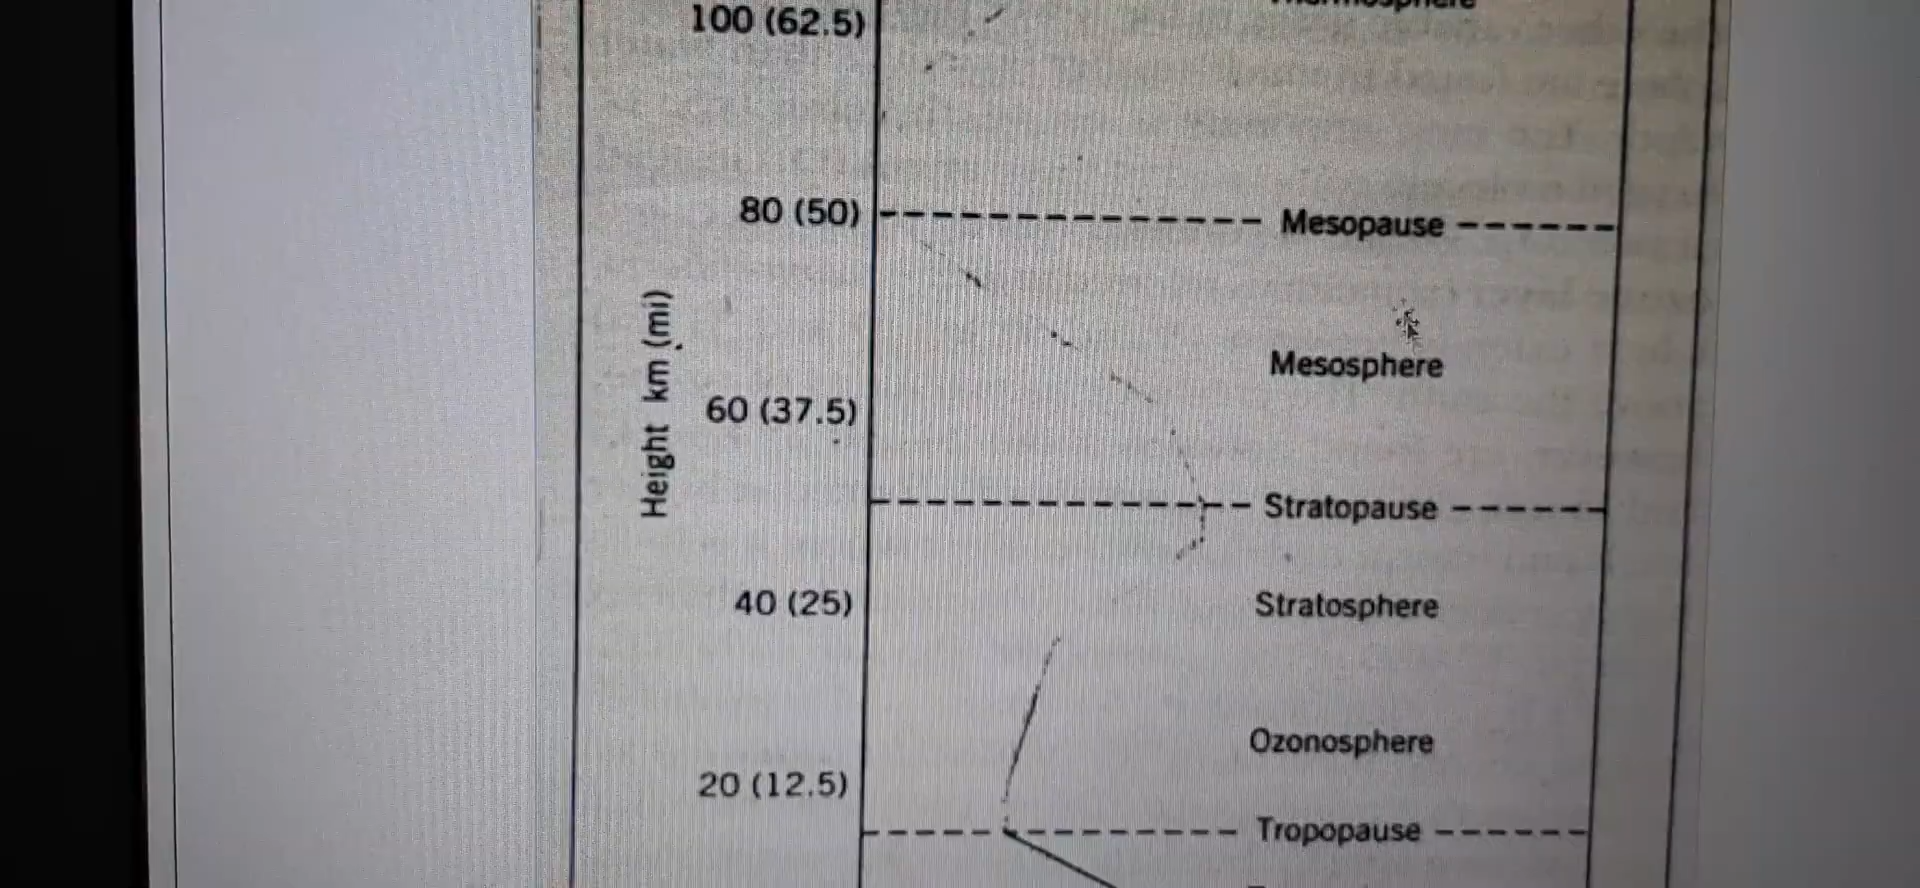 Thermosphere
100 (62.5)
80 (50)
Mesopause
Height km (mi)
Mesosphere
60 (37.5)
Stratopause
40 (25)
Stratosphere
Ozonosphere
20 (12.5)
Tropopause